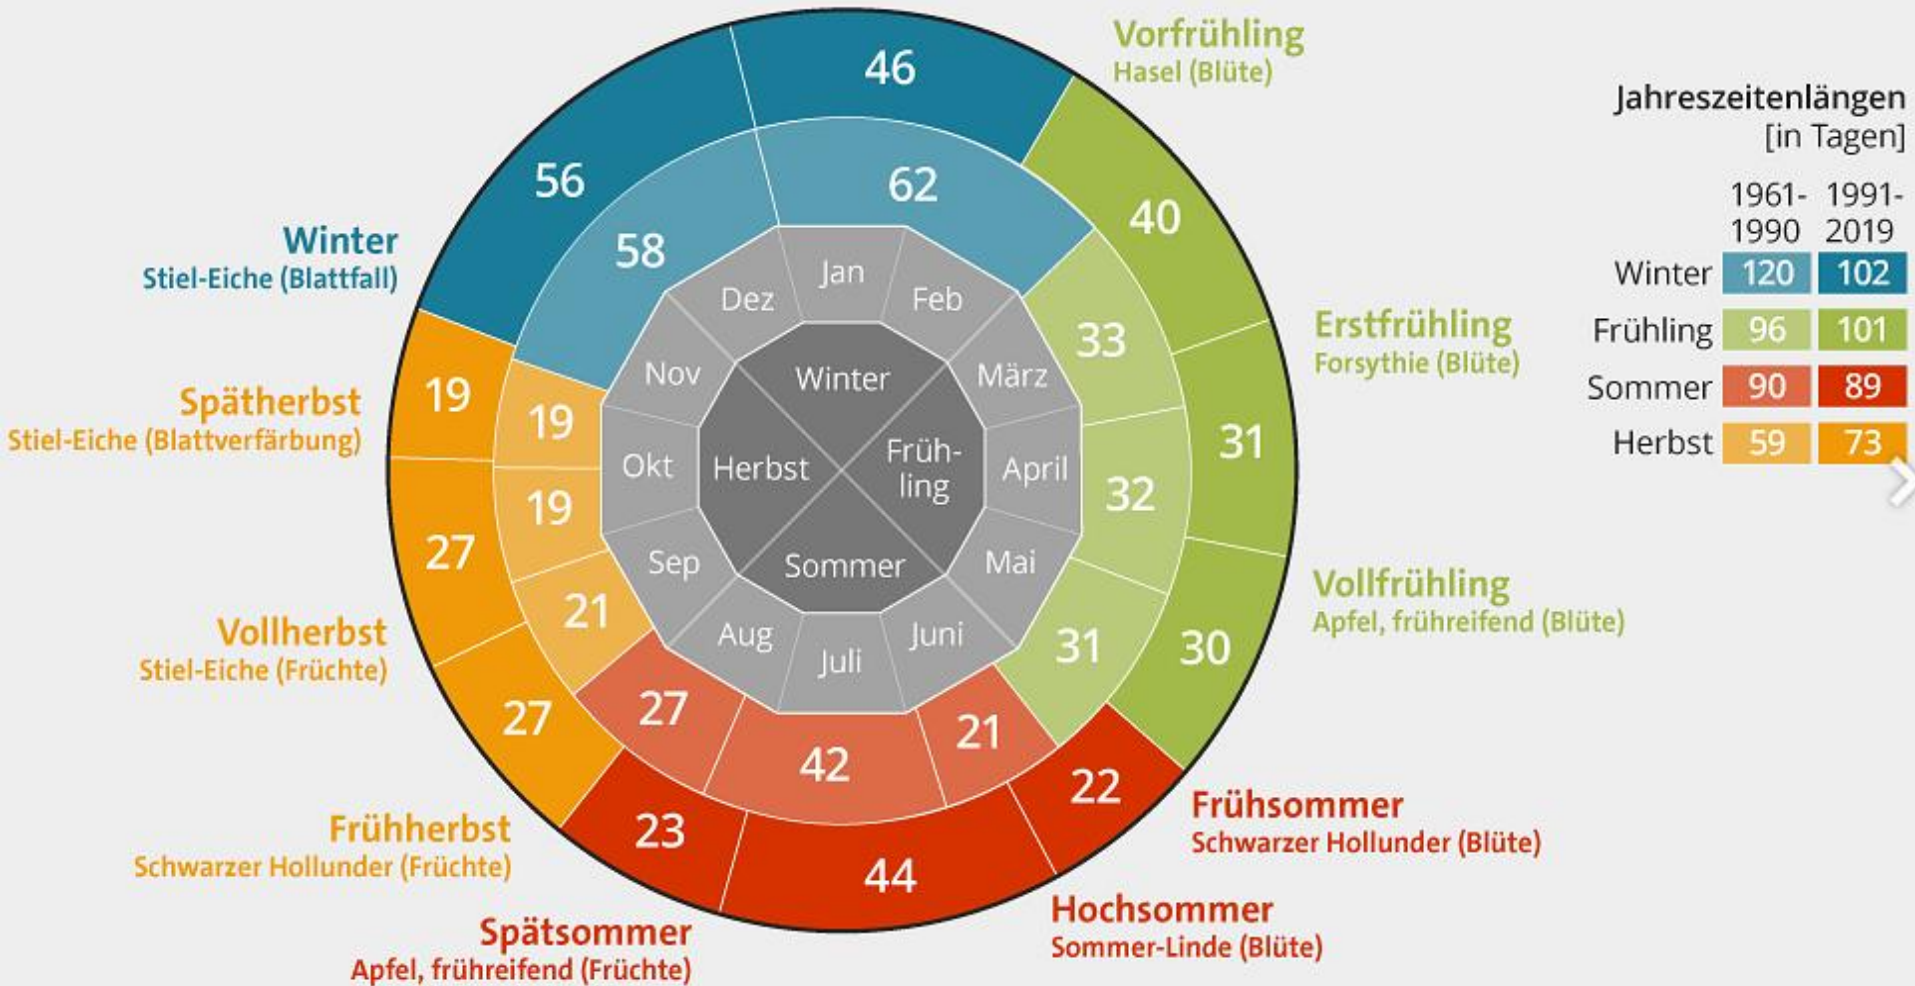 Vorfrühling
Hasel (Blüte)
Erstfrühling
Forsythie (Blüte)
Vollfrühling
Apfel, frühreifend (Blüte)
Frühsommer
Schwarzer Hollunder (Blüte)
Hochsommer
Sommer-Linde (Blüte)
Spätsommer
Apfel, frühreifend (Früchte)
Frühherbst
Schwarzer Hollunder (Früchte)
Vollherbst
Stiel-Eiche (Früchte)
Spätherbst
Stiel-Eiche (Blattverfärbung)
Winter
Stiel-Eiche (Blattfall)
46
40
31
30
22
44
23
27
27
19
56
62
33
32
31
21
42
27
21
19
19
58
Jan
Feb
März
April
Mai
Juni
Juli
Aug
Sep
Okt
Nov
Dez
Winter
Früh-
ling
Sommer
Herbst
Jahreszeitenlängen
[in Tagen]
1961- 1991-
1990 2019
Winter 120 102
Frühling 96 101
Sommer 90 89
Herbst 59 73